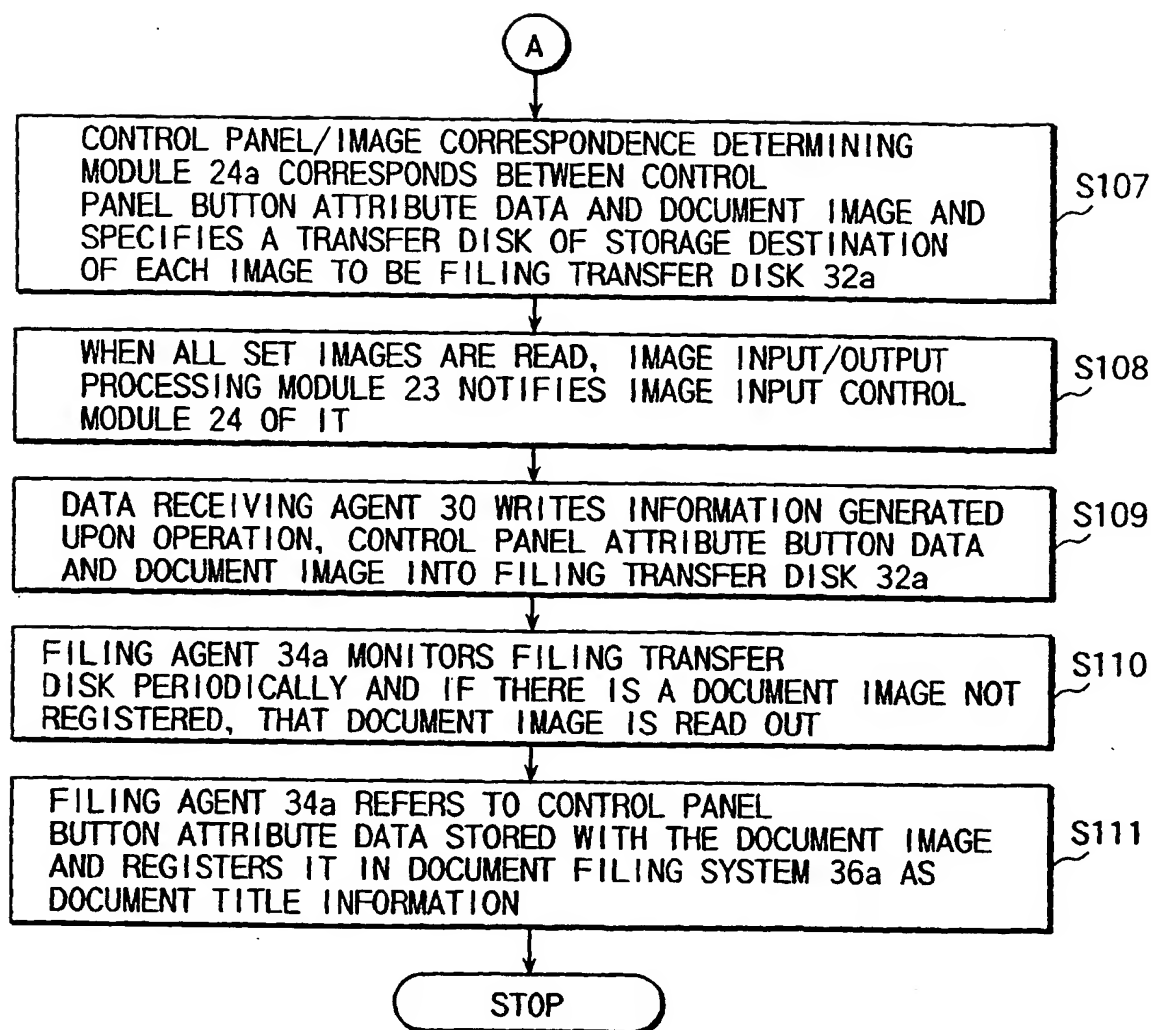 A
CONTROL PANEL/IMAGE CORRESPONDENCE DETERMINING
MODULE 24a CORRESPONDS BETWEEN CONTROL
PANEL BUTTON ATTRIBUTE DATA AND DOCUMENT IMAGE AND
SPECIFIES A TRANSFER DISK OF STORAGE DESTINATION
OF EACH IMAGE TO BE FILING TRANSFER DISK 32a
S107
WHEN ALL SET IMAGES ARE READ, IMAGE INPUT/OUTPUT
PROCESSING MODULE 23 NOTIFIES IMAGE INPUT CONTROL
MODULE 24 OF IT
S108
DATA RECEIVING AGENT 30 WRITES INFORMATION GENERATED
UPON OPERATION, CONTROL PANEL ATTRIBUTE BUTTON DATA
AND DOCUMENT IMAGE INTO FILING TRANSFER DISK 32a
S109
FILING AGENT 34a MONITORS FILING TRANSFER
DISK PERIODICALLY AND IF THERE IS A DOCUMENT IMAGE NOT
REGISTERED, THAT DOCUMENT IMAGE IS READ OUT
S110
FILING AGENT 34a REFERS TO CONTROL PANEL
BUTTON ATTRIBUTE DATA STORED WITH THE DOCUMENT IMAGE
AND REGISTERS IT IN DOCUMENT FILING SYSTEM 36a AS
DOCUMENT TITLE INFORMATION
S111
STOP